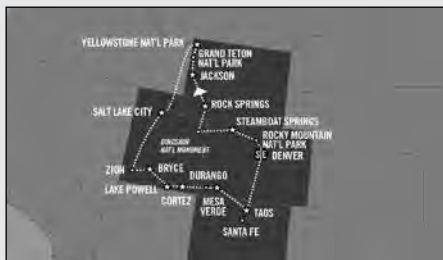 YELLOWSTONE NAT'L PARK
GRAND TETON
NAT'L PARK
JACKSON
ROCK SPRINGS
SALT LAKE CITY
STEAMBOAT SPRINGS
ROCKY MOUNTAIN
NAT'L PARK
S/E DENVER
DINOSAUR
NAT'L MONUMENT
ZION
BRYCE
DURANGO
LAKE POWELL
CORTEZ
MESA
VERDE
TAOS
SANTA FE